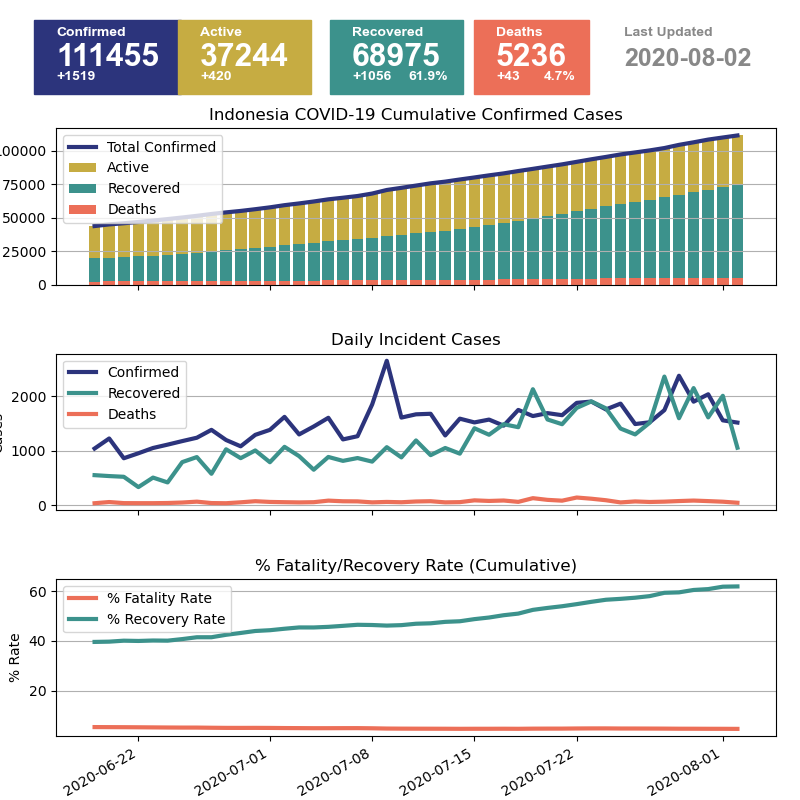 Confirmed
111455
+1519
Active
37244
+420
Recovered
68975
+1056 61.9%
Deaths
5236
+43 4.7%
Last Updated
2020-08-02
Indonesia COVID-19 Cumulative Confirmed Cases
Total Confirmed
Active
Recovered
Deaths
100000
75000
50000
25000
0
Daily Incident Cases
Confirmed
Recovered
Deaths
2000
1000
0
% Fatality/Recovery Rate (Cumulative)
% Fatality Rate
% Recovery Rate
% Rate
60
40
20
2020-06-22
2020-07-01
2020-07-08
2020-07-15
2020-07-22
2020-08-01